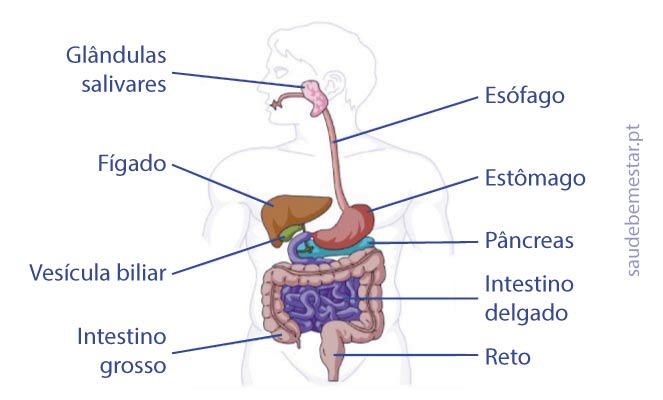 Glândulas
salivares
Fígado
Vesícula biliar
Intestino
grosso
Esófago
Estômago
Pâncreas
Intestino
delgado
Reto
saudebemestar.pt